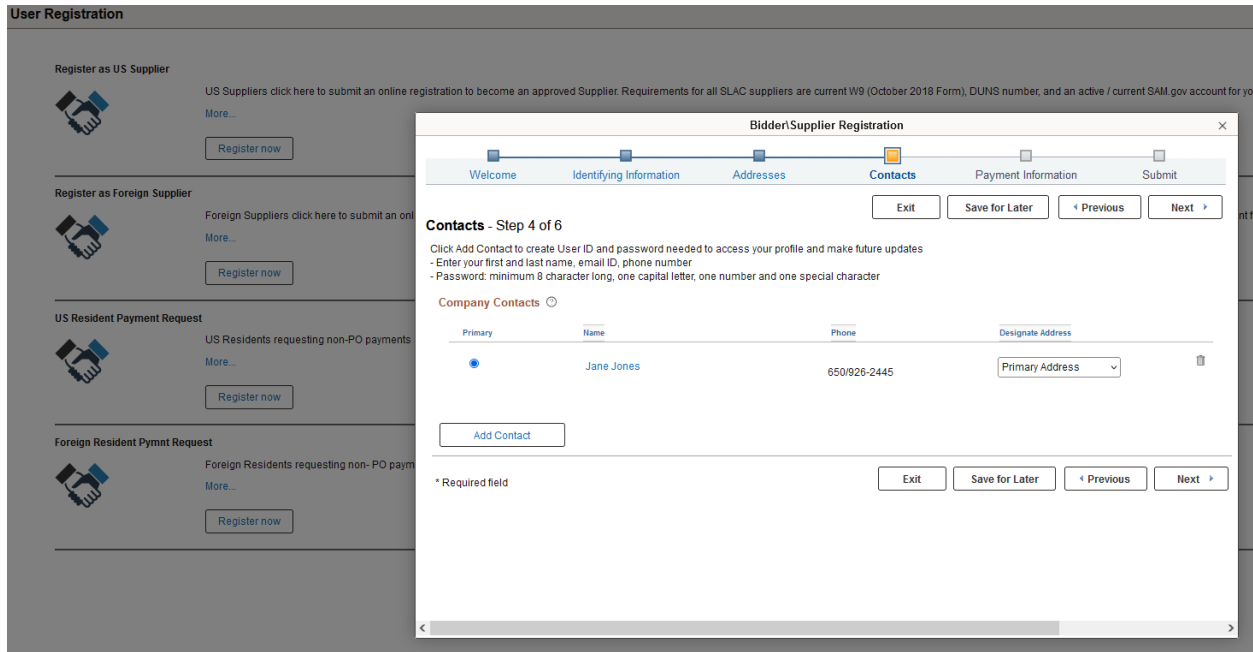 User Registration
Register as US Supplier
US Suppliers click here to submit an online registration to become an approved Supplier. Requirements for all SLAC suppliers are current W9 (October 2018 Form), DUNS number, and an active / current SAM.gov account for yo
More...
Register now
Register as Foreign Supplier
Foreign Suppliers click here to submit an onl
nt f
More...
Register now
US Resident Payment Request
US Residents requesting non-PO payments
More...
Register now
Foreign Resident Pymnt Request
Foreign Residents requesting non- PO paym
More...
Register now
Bidder\Supplier Registration
Welcome Identifying Information Addresses Contacts Payment Information Submit
Exit Save for Later Previous Next
Contacts - Step 4 of 6
Click Add Contact to create User ID and password needed to access your profile and make future updates
- Enter your first and last name, email ID, phone number
- Password: minimum 8 character long, one capital letter, one number and one special character
Company Contacts
Primary Name Phone Designate Address
Jane Jones 650/926-2445 Primary Address
Add Contact
* Required field
Exit Save for Later Previous Next